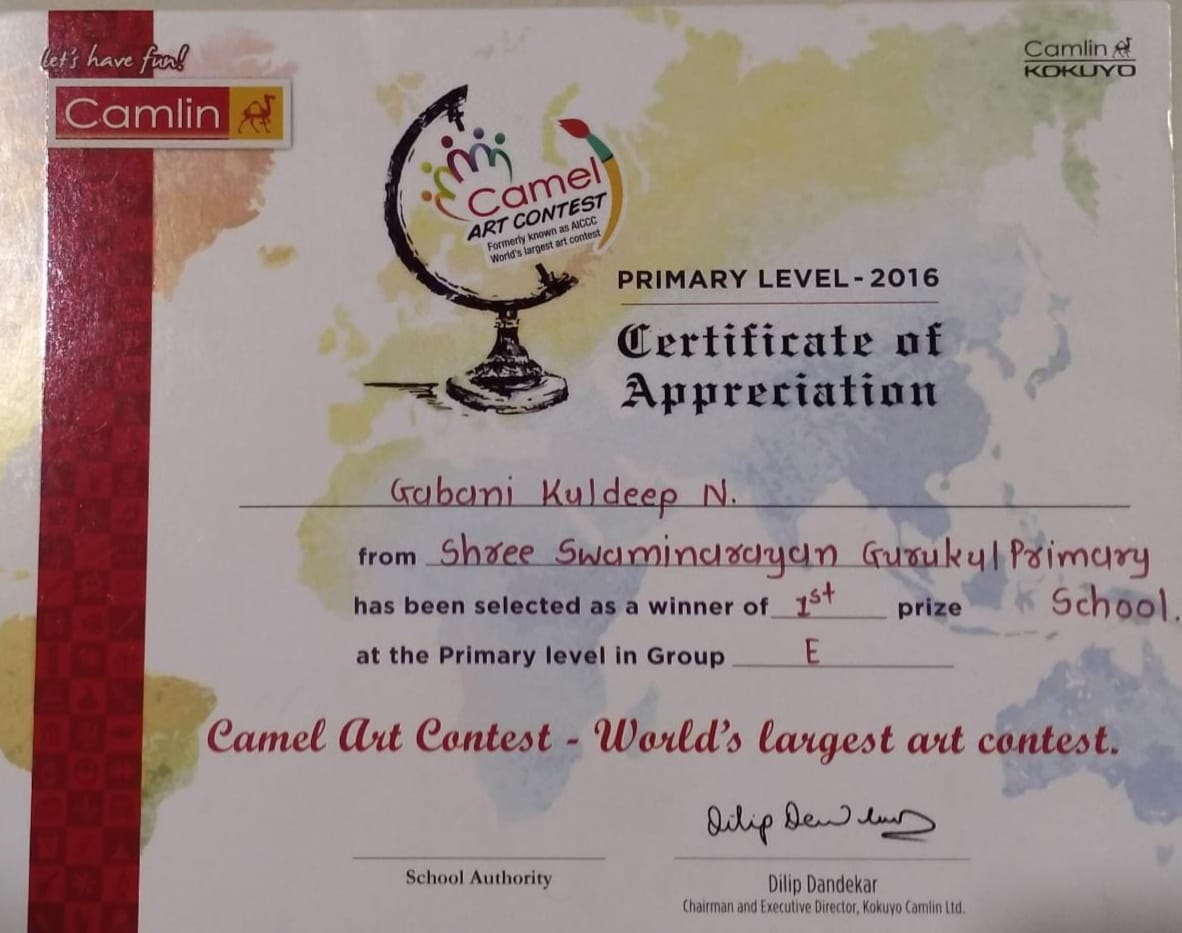 let's have fun!
Camlin
Camlin
KOKUYO
Camel
ART CONTEST
Formerly known as AICCC
World's largest art contest
PRIMARY LEVEL - 2016
Certificate of
Appreciation
Gabani Kuldeep N.
from Shree Swaminarayan Gurukul Primary
has been selected as a winner of 1st prize School.
at the Primary level in Group E
Camel Art Contest - World's largest art contest.
Dilip Dandekar
School Authority
Dilip Dandekar
Chairman and Executive Director, Kokuyo Camlin Ltd.